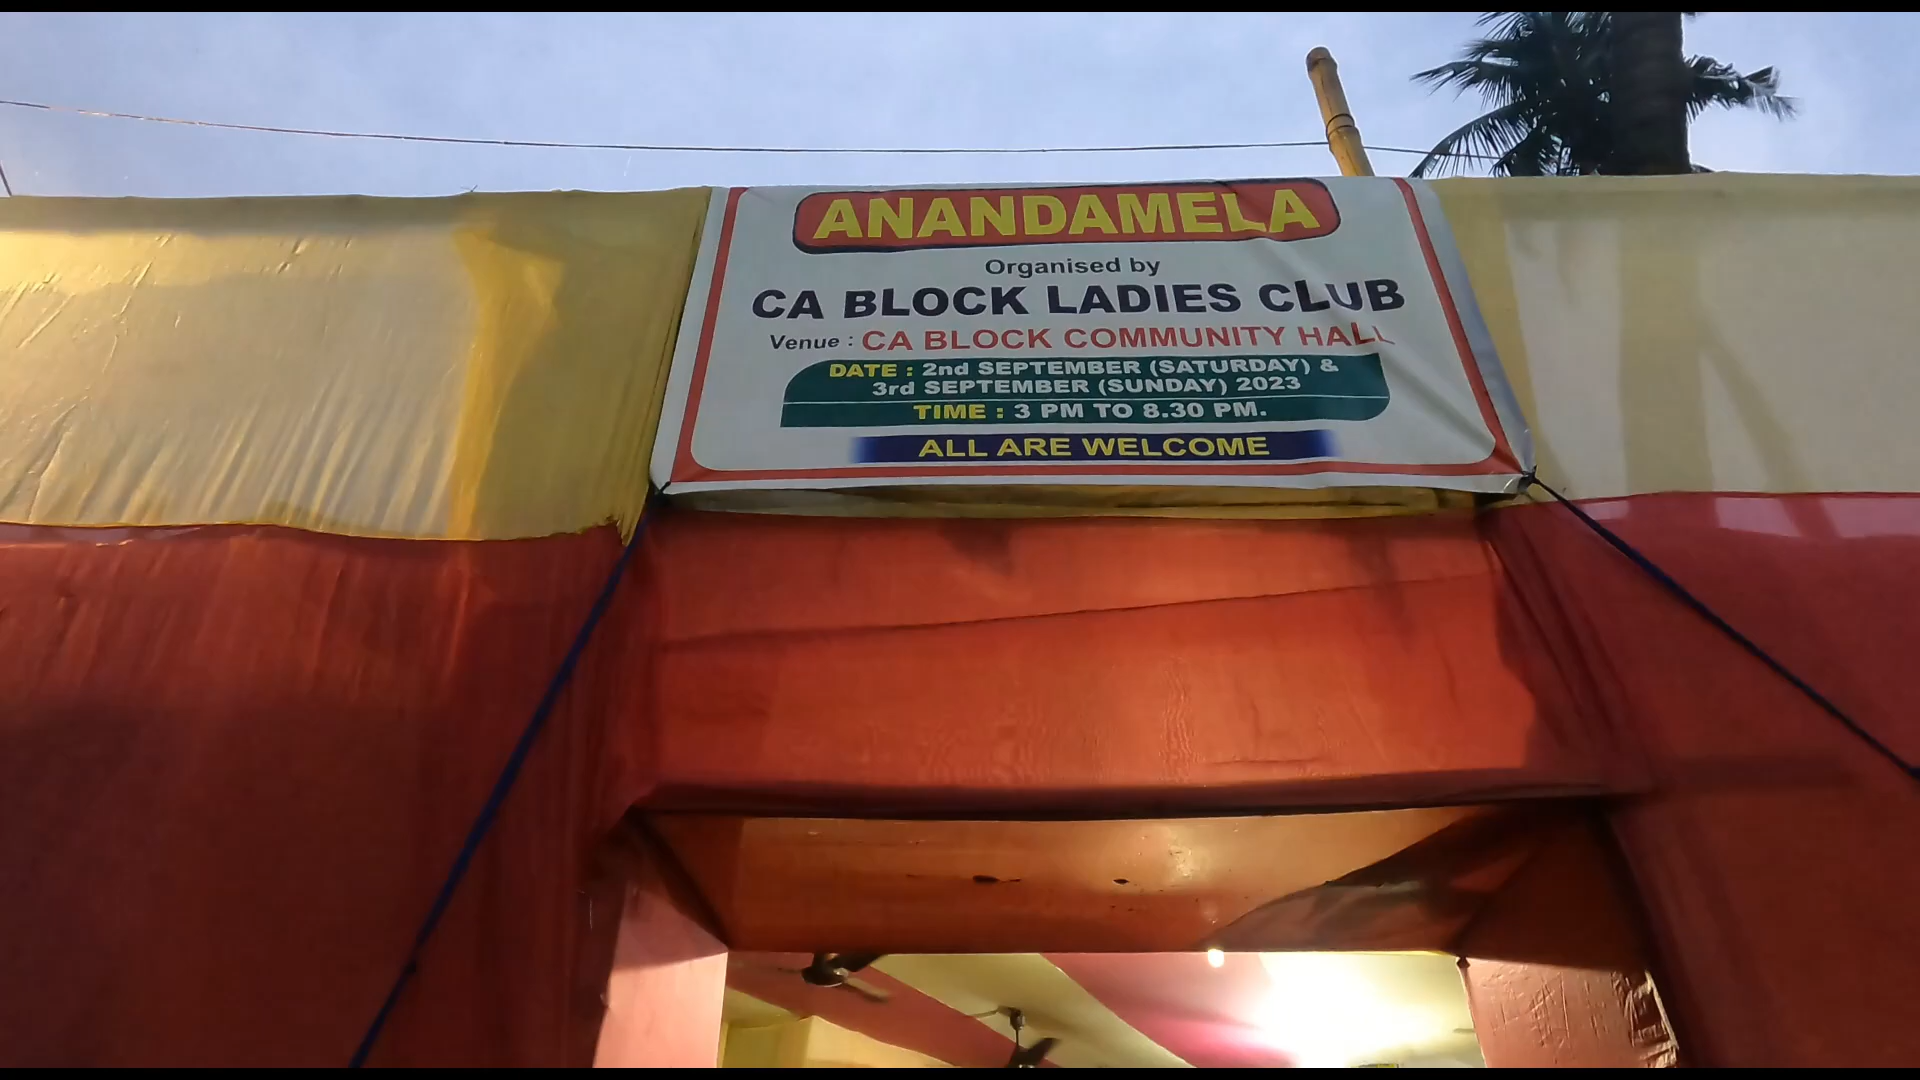 ANANDAMELA
Organised by
CA BLOCK LADIES CLUB
Venue : CA BLOCK COMMUNITY HALL
DATE : 2nd SEPTEMBER (SATURDAY) &
3rd SEPTEMBER (SUNDAY) 2023
TIME : 3 PM TO 8.30 PM.
ALL ARE WELCOME